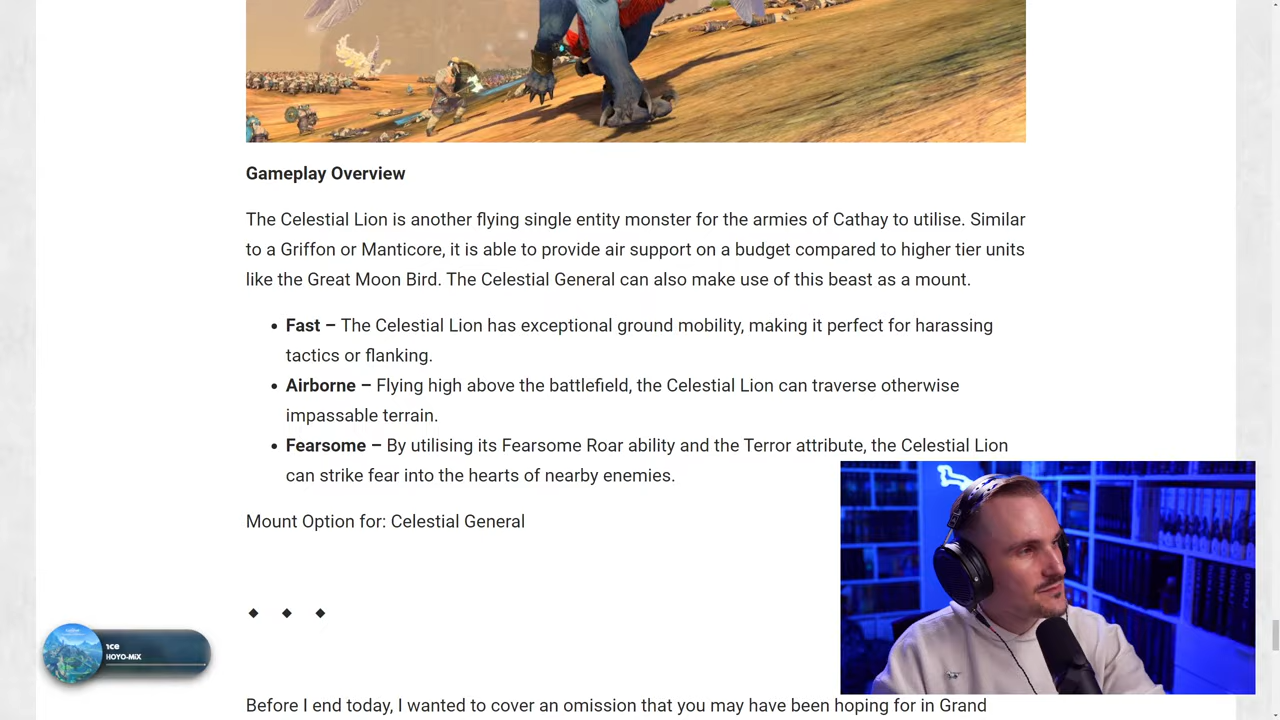 Gameplay Overview
The Celestial Lion is another flying single entity monster for the armies of Cathay to utilise. Similar
to a Griffon or Manticore, it is able to provide air support on a budget compared to higher tier units
like the Great Moon Bird. The Celestial General can also make use of this beast as a mount.
• Fast – The Celestial Lion has exceptional ground mobility, making it perfect for harassing
tactics or flanking.
• Airborne – Flying high above the battlefield, the Celestial Lion can traverse otherwise
impassable terrain.
• Fearsome – By utilising its Fearsome Roar ability and the Terror attribute, the Celestial Lion
can strike fear into the hearts of nearby enemies.
Mount Option for: Celestial General
nce
HOYO-MiX
Before I end today, I wanted to cover an omission that you may have been hoping for in Grand